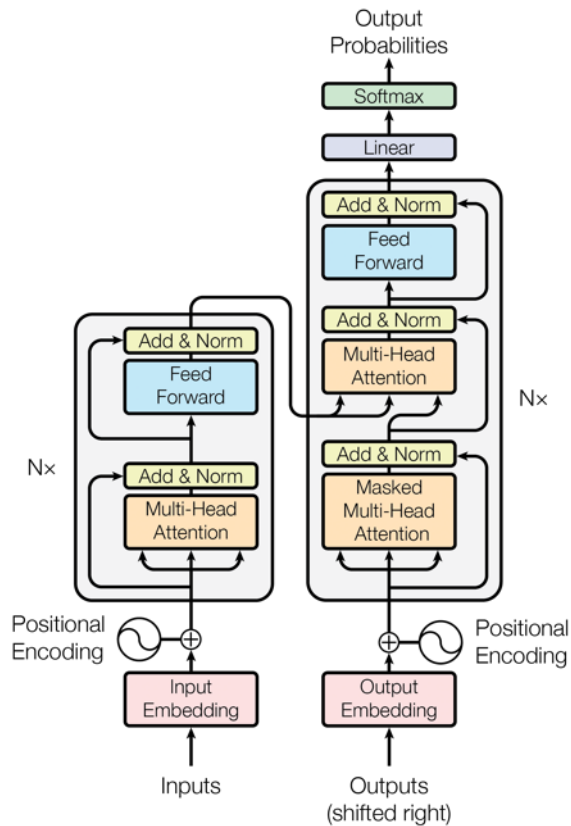 Output
Probabilities
Softmax
Linear
Add & Norm
Feed
Forward
Add & Norm
Multi-Head
Attention
Add & Norm
Masked
Multi-Head
Attention
N×
Add & Norm
Feed
Forward
Add & Norm
Multi-Head
Attention
N×
Positional
Encoding
Positional
Encoding
Input
Embedding
Output
Embedding
Inputs
Outputs
(shifted right)